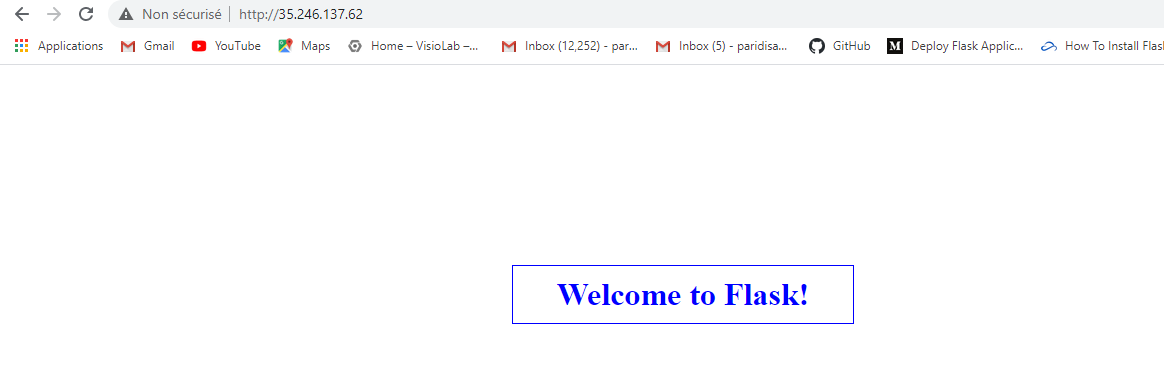 Non sécurisé | http://35.246.137.62
Applications Gmail YouTube Maps Home – VisioLab –... Inbox (12,252) - par... Inbox (5) - paridisa... GitHub M Deploy Flask Applic... How To Install Flas
Welcome to Flask!